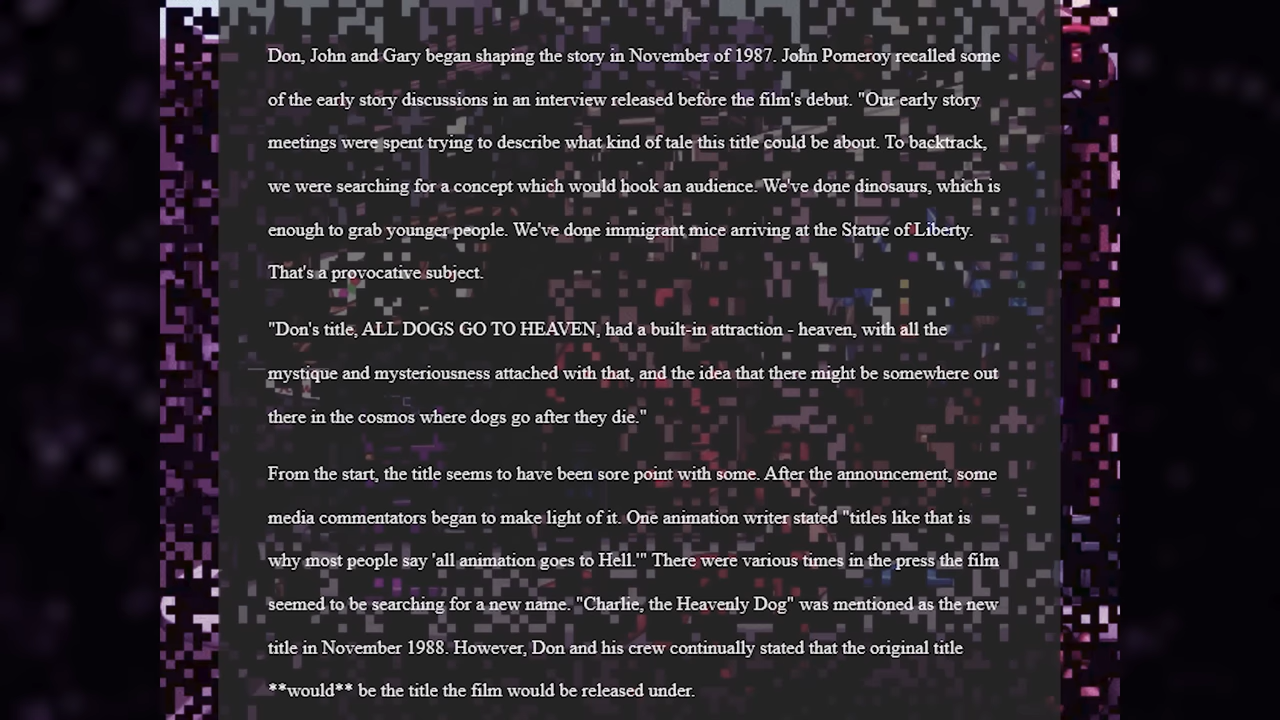 Don, John and Gary began shaping the story in November of 1987. John Pomeroy recalled some
of the early story discussions in an interview released before the film's debut. "Our early story
meetings were spent trying to describe what kind of tale this title could be about. To backtrack,
we were searching for a concept which would hook an audience. We've done dinosaurs, which is
enough to grab younger people. We've done immigrant mice arriving at the Statue of Liberty.
That's a provocative subject.
"Don's title, ALL DOGS GO TO HEAVEN, had a built-in attraction - heaven, with all the
mystique and mysteriousness attached with that, and the idea that there might be somewhere out
there in the cosmos where dogs go after they die."
From the start, the title seems to have been sore point with some. After the announcement, some
media commentators began to make light of it. One animation writer stated "titles like that is
why most people say 'all animation goes to Hell.'" There were various times in the press the film
seemed to be searching for a new name. "Charlie, the Heavenly Dog" was mentioned as the new
title in November 1988. However, Don and his crew continually stated that the original title
**would** be the title the film would be released under.